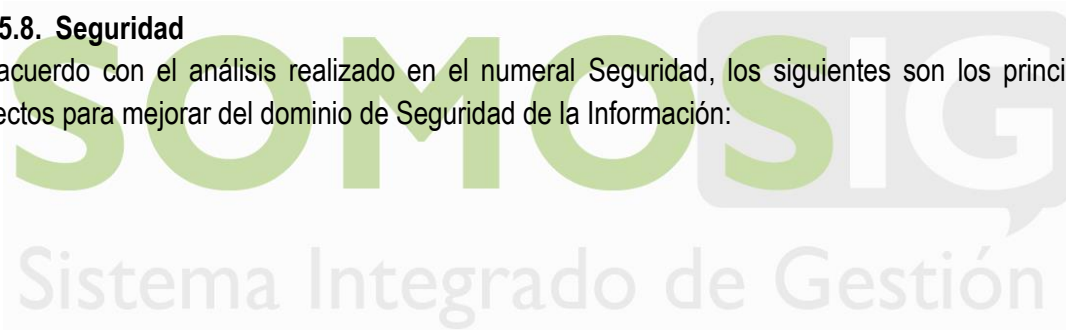 5.8. Seguridad
acuerdo con el análisis realizado en el numeral Seguridad, los siguientes son los princi
ectos para mejorar del dominio de Seguridad de la Información:
SOMOSIG
Sistema Integrado de Gestión